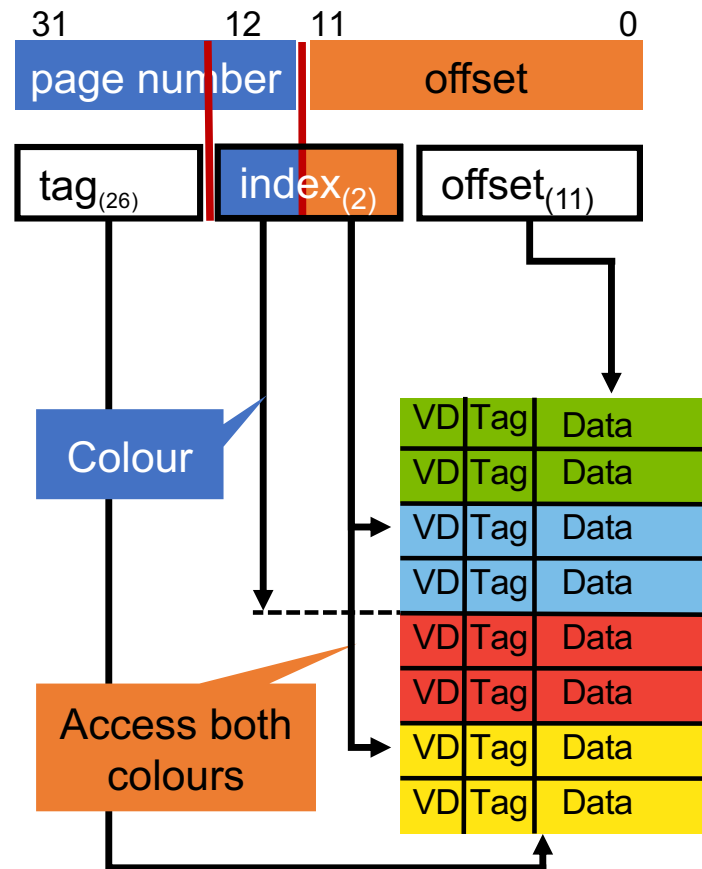 31 12 11 0
page number offset
tag(26) index(2) offset(11)
VD Tag Data
Colour
VD Tag Data
VD Tag Data
VD Tag Data
VD Tag Data
VD Tag Data
Access both
colours
VD Tag Data
VD Tag Data